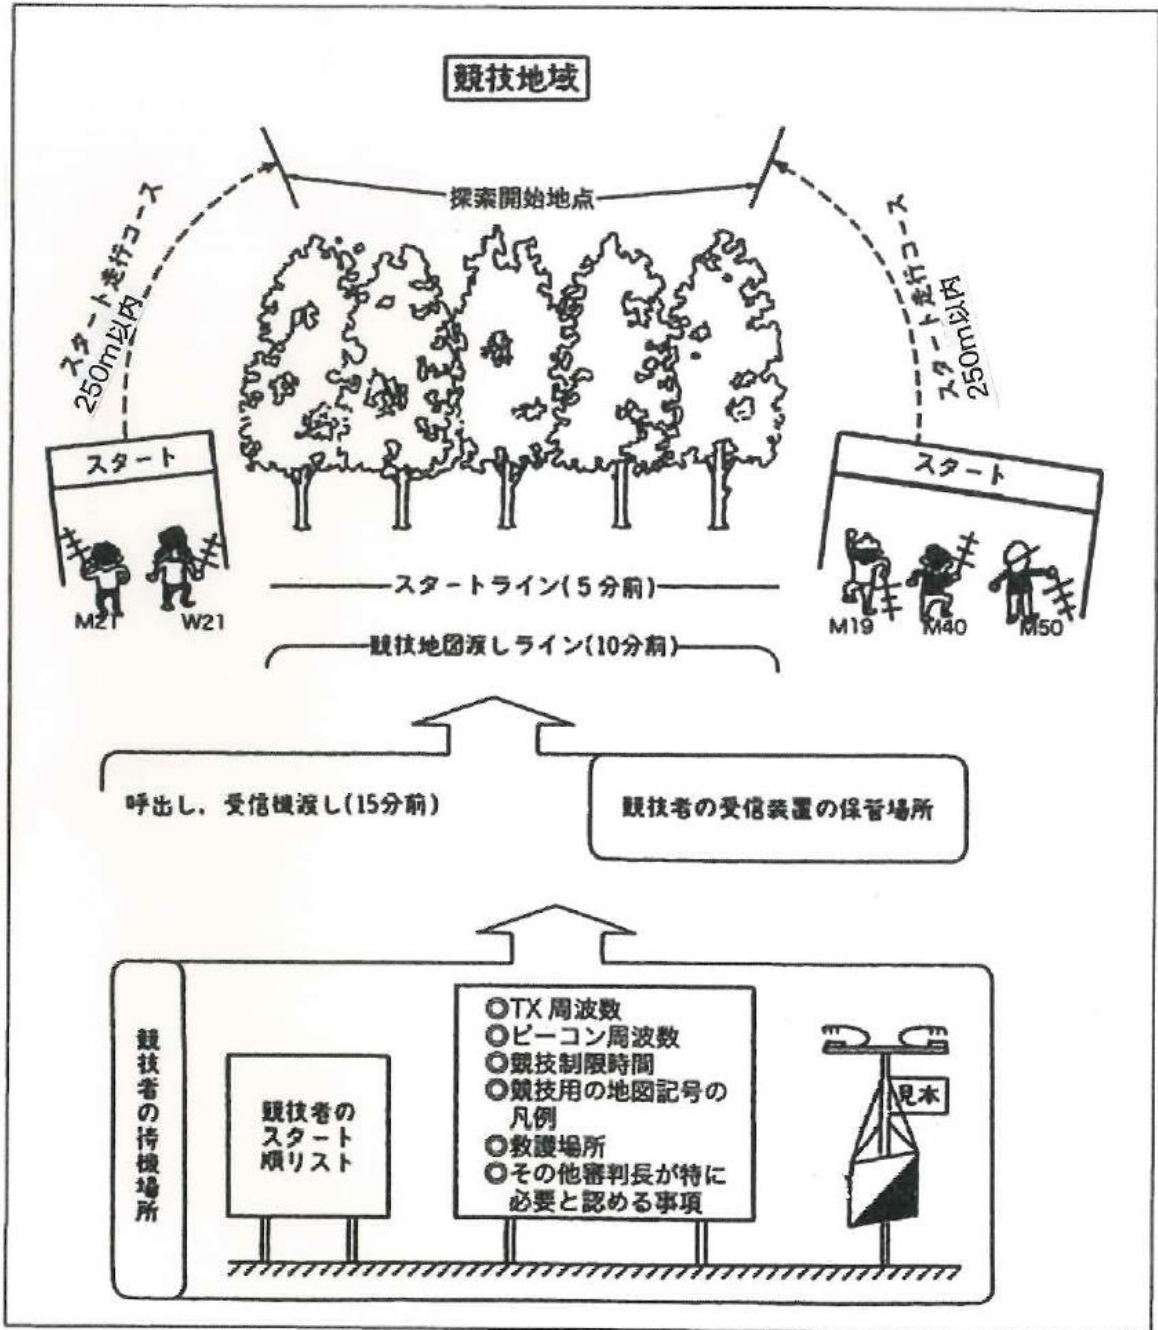 競技地域
探索開始地点
スタート走行コース
250m以内
スタート走行コース
250m以内
スタート
スタート
M21
W21
M19
M40
M50
スタートライン(5分前)
競技地図渡しライン(10分前)
呼出し、受信機渡し(15分前)
競技者の受信装置の保管場所
競技者の待機場所
競技者の
スタート
順リスト
◎TX 周波数
◎ビーコン周波数
◎競技制限時間
◎競技用の地図記号の
凡例
◎救護場所
◎その他審判長が特に
必要と認める事項
見本